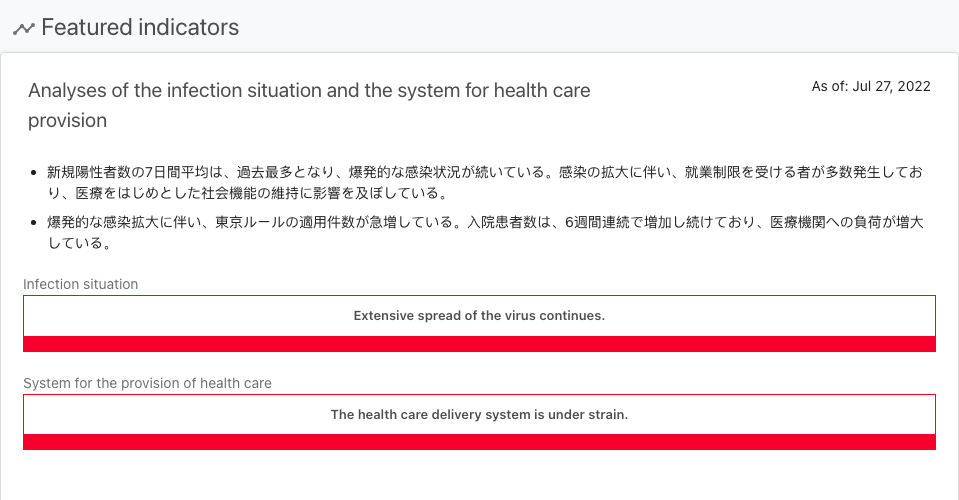 Featured indicators
Analyses of the infection situation and the system for health care
provision
As of: Jul 27, 2022
新規陽性者数の7日間平均は、過去最多となり、爆発的な感染状況が続いている。感染の拡大に伴い、就業制限を受ける者が多数発生してお
り、医療をはじめとした社会機能の維持に影響を及ぼしている。
爆発的な感染拡大に伴い、東京ルールの適用件数が急増している。入院患者数は、6週間連続で増加し続けており、医療機関への負荷が増大
している。
Infection situation
Extensive spread of the virus continues.
System for the provision of health care
The health care delivery system is under strain.